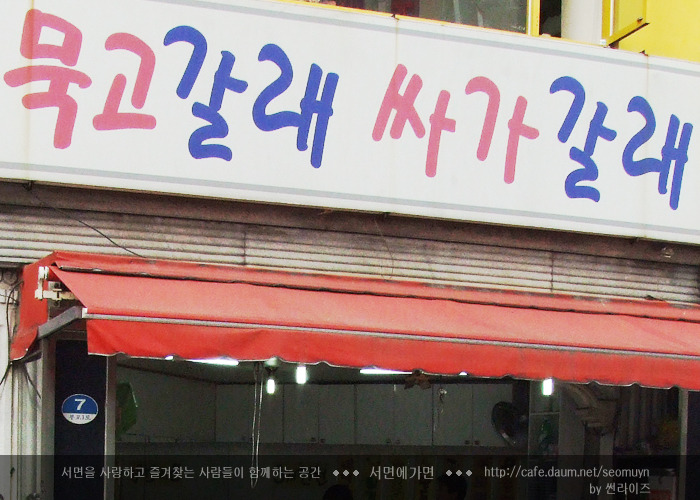 묵고갈래 싸가갈래
7
서면을 사랑하고 즐겨찾는 사람들이 함께하는 공간 ◆◆◆ 서면에가면 ◆◆◆ http://cafe.daum.net/seomuyn
by 썬라이즈